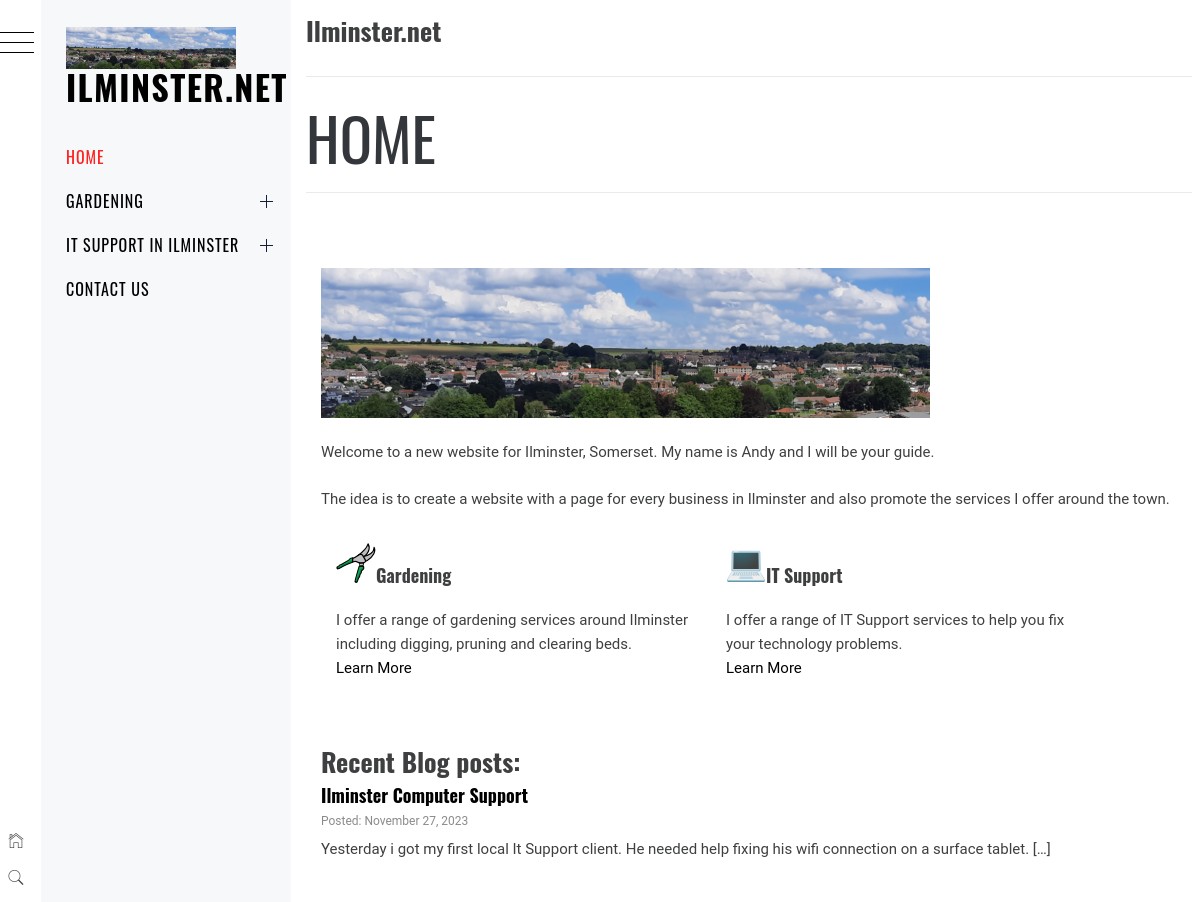 ILMINSTER.NET
HOME
GARDENING
IT SUPPORT IN ILMINSTER
CONTACT US
Ilminster.net
HOME
Welcome to a new website for Ilminster, Somerset. My name is Andy and I will be your guide.
The idea is to create a website with a page for every business in Ilminster and also promote the services I offer around the town.
Gardening
I offer a range of gardening services around Ilminster
including digging, pruning and clearing beds.
Learn More
IT Support
I offer a range of IT Support services to help you fix
your technology problems.
Learn More
Recent Blog posts:
Ilminster Computer Support
Posted: November 27, 2023
Yesterday i got my first local It Support client. He needed help fixing his wifi connection on a surface tablet. […]